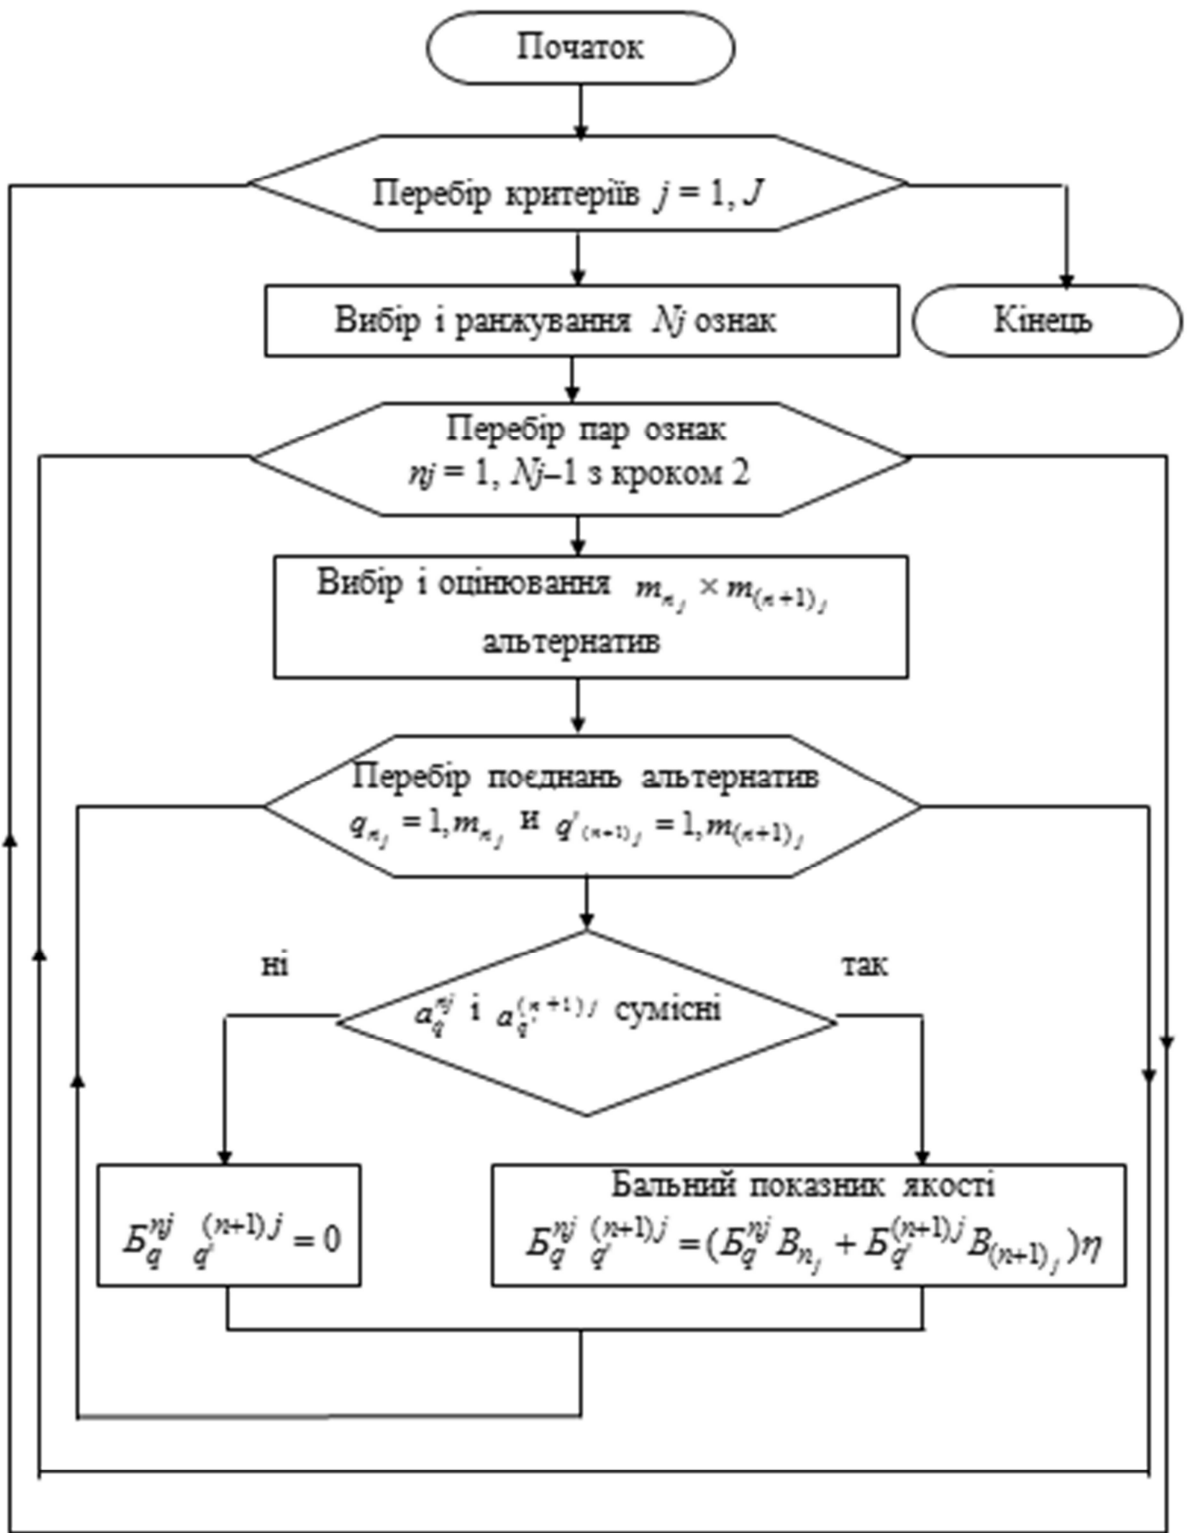 Початок
Перебір критеріїв j = 1, J
Вибір і ранжування Nj ознак
Кінець
Перебір пар ознак
nj = 1, Nj–1 з кроком 2
Вибір і оцінювання m_{n_j} × m_{(n+1)_j}
альтернатив
Перебір поєднань альтернатив
q_{n_j} = 1, m_{n_j} и q'_{(n+1)_j} = 1, m_{(n+1)_j}
ні
так
a_q^{nj} і a_{q'}^{(n+1)j} сумісні
Б_q^{nj} _{q'}^{(n+1)j} = 0
Бальний показник якості
Б_q^{nj} _{q'}^{(n+1)j} = (Б_q^{nj} B_{n_j} + Б_{q'}^{(n+1)j} B_{(n+1)_j})η